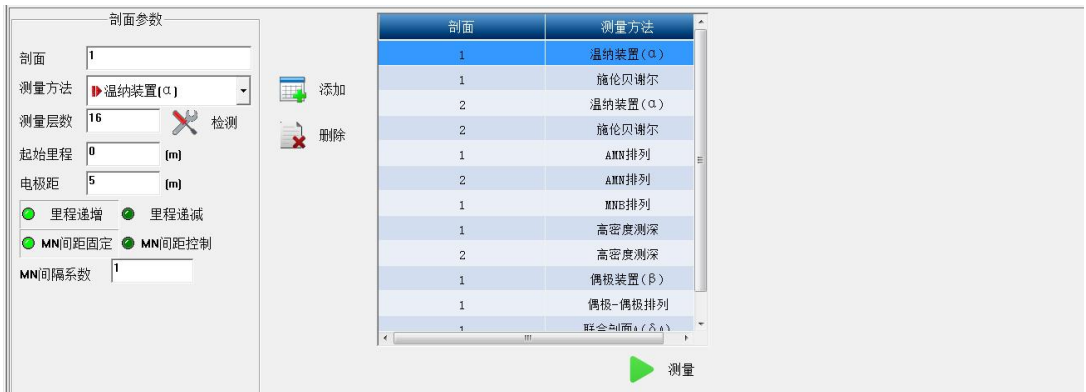 剖面参数
剖面 1
测量方法 温纳装置(α)
测量层数 16 检测
起始里程 0 (m)
电极距 5 (m)
里程递增 里程递减
MN间距固定 MN间距控制
MN间隔系数 1
添加
删除
剖面 测量方法
1 温纳装置(α)
1 施伦贝谢尔
2 温纳装置(α)
2 施伦贝谢尔
1 AMN排列
2 AMN排列
1 MNB排列
1 高密度测深
2 高密度测深
1 偶极装置(β)
1 偶极-偶极排列
1 联合剖面A(δA)
测量